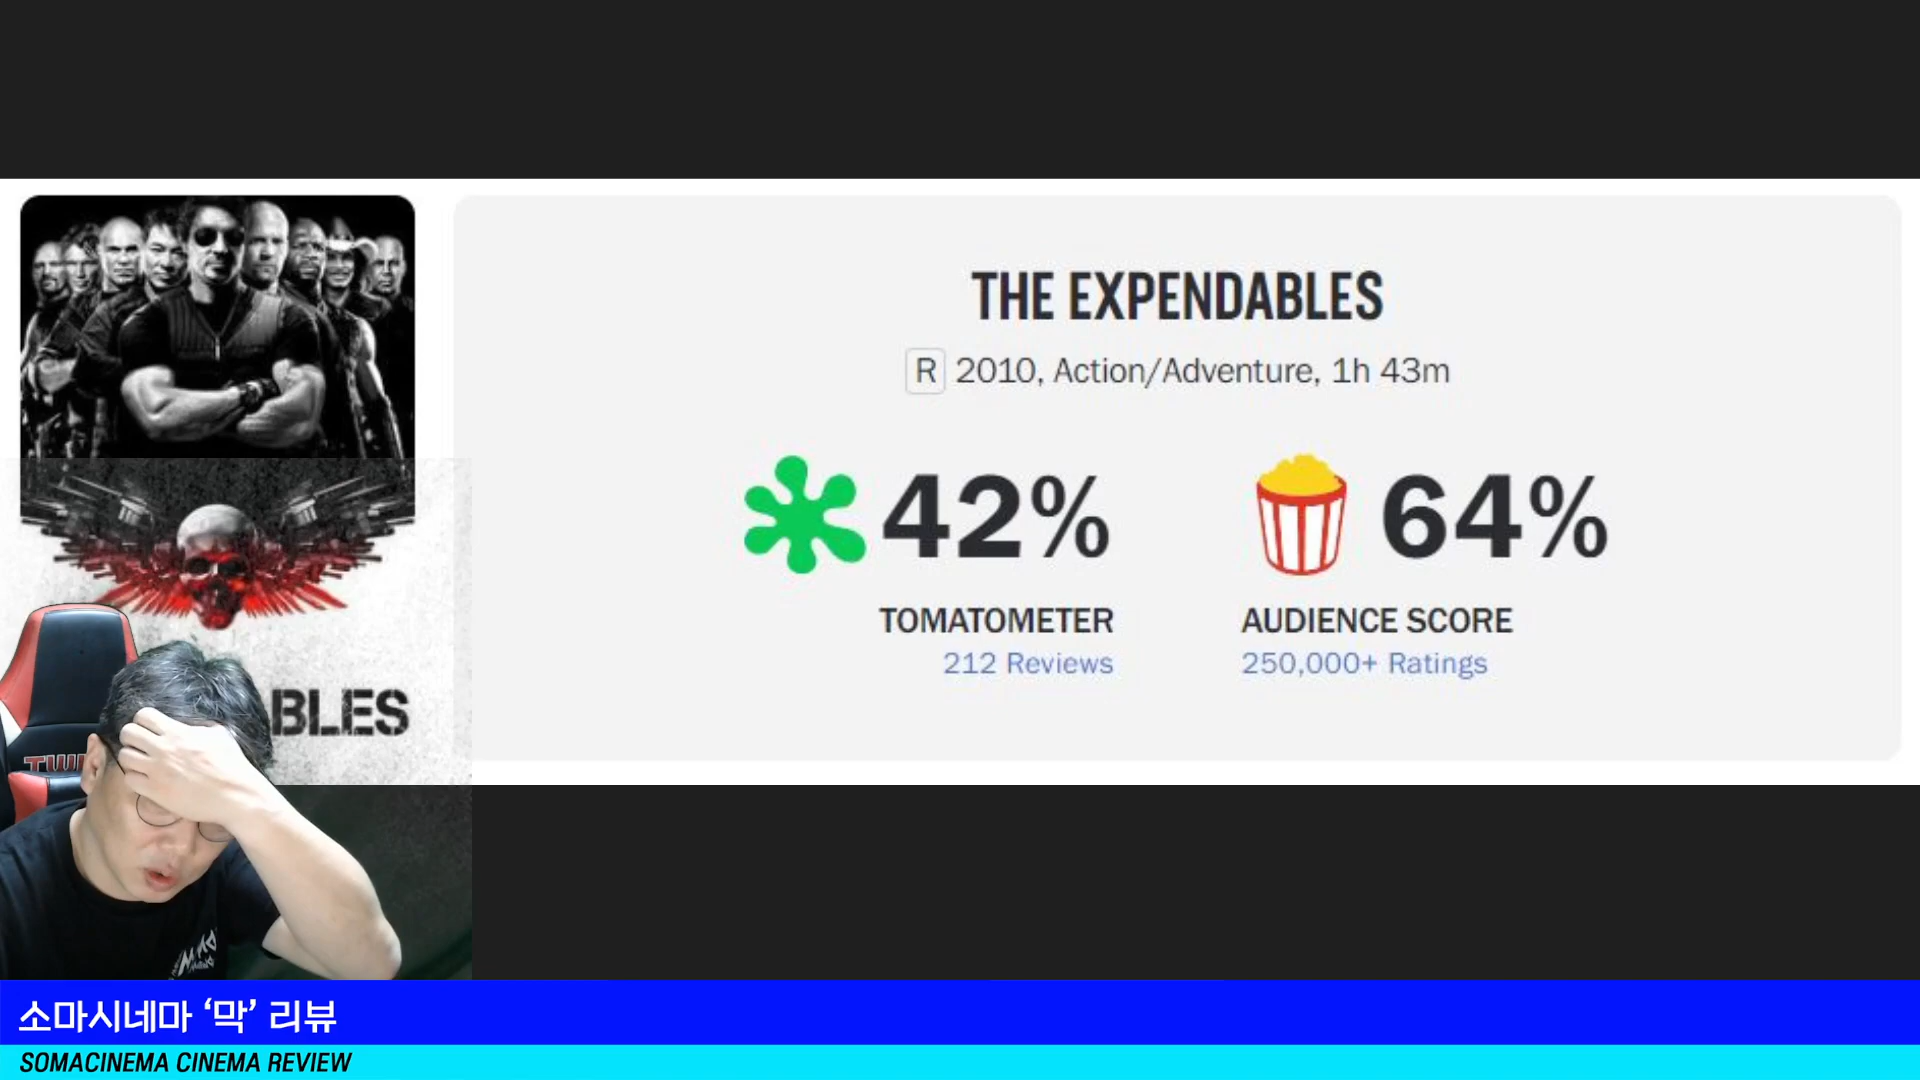 THE EXPENDABLES
R 2010, Action/Adventure, 1h 43m
42% 64%
TOMATOMETER AUDIENCE SCORE
212 Reviews 250,000+ Ratings
BLES
소마시네마 ‘막’ 리뷰
SOMACINEMA CINEMA REVIEW